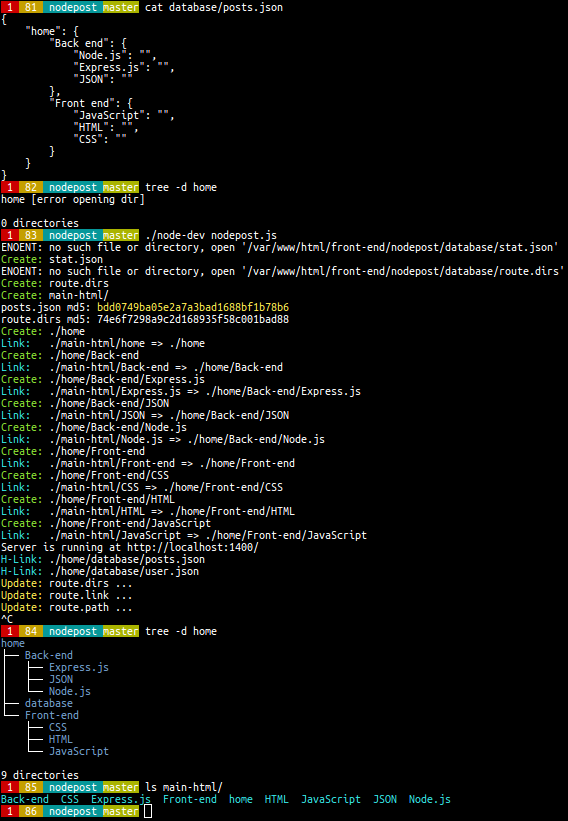 1 81 nodepost master cat database/posts.json
{
    "home": {
        "Back end": {
            "Node.js": "",
            "Express.js": "",
            "JSON": ""
        },
        "Front end": {
            "JavaScript": "",
            "HTML": "",
            "CSS": ""
        }
    }
}
1 82 nodepost master tree -d home
home [error opening dir]
0 directories
1 83 nodepost master ./node-dev nodepost.js
ENOENT: no such file or directory, open '/var/www/html/front-end/nodepost/database/stat.json'
Create: stat.json
ENOENT: no such file or directory, open '/var/www/html/front-end/nodepost/database/route.dirs'
Create: route.dirs
Create: main-html/
posts.json md5: bdd0749ba05e2a7a3bad1688bf1b78b6
route.dirs md5: 74e6f7298a9c2d168935f58c001bad88
Create: ./home
Link:   ./main-html/home => ./home
Create: ./home/Back-end
Link:   ./main-html/Back-end => ./home/Back-end
Create: ./home/Back-end/Express.js
Link:   ./main-html/Express.js => ./home/Back-end/Express.js
Create: ./home/Back-end/JSON
Link:   ./main-html/JSON => ./home/Back-end/JSON
Create: ./home/Back-end/Node.js
Link:   ./main-html/Node.js => ./home/Back-end/Node.js
Create: ./home/Front-end
Link:   ./main-html/Front-end => ./home/Front-end
Create: ./home/Front-end/CSS
Link:   ./main-html/CSS => ./home/Front-end/CSS
Create: ./home/Front-end/HTML
Link:   ./main-html/HTML => ./home/Front-end/HTML
Create: ./home/Front-end/JavaScript
Link:   ./main-html/JavaScript => ./home/Front-end/JavaScript
Server is running at http://localhost:1400/
H-Link: ./home/database/posts.json
H-Link: ./home/database/user.json
Update: route.dirs ...
Update: route.link ...
Update: route.path ...
^C
1 84 nodepost master tree -d home
home
├── Back-end
│   ├── Express.js
│   ├── JSON
│   └── Node.js
├── database
└── Front-end
    ├── CSS
    ├── HTML
    └── JavaScript
9 directories
1 85 nodepost master ls main-html/
Back-end  CSS  Express.js  Front-end  home  HTML  JavaScript  JSON  Node.js
1 86 nodepost master